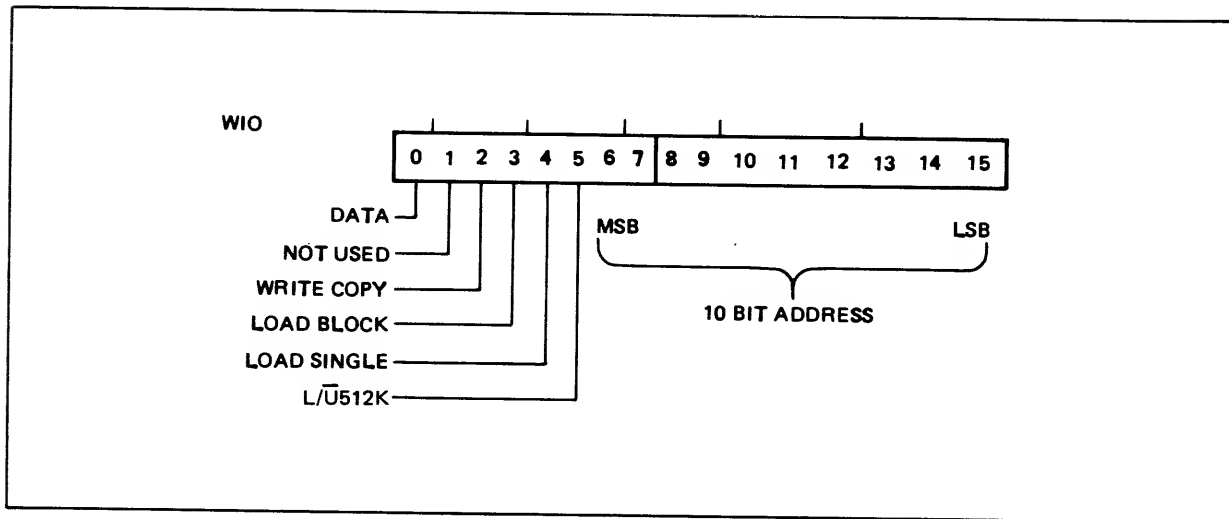 WIO
0 1 2 3 4 5 6 7 8 9 10 11 12 13 14 15
DATA
NOT USED
WRITE COPY
LOAD BLOCK
LOAD SINGLE
L/U̅512K
MSB LSB
10 BIT ADDRESS